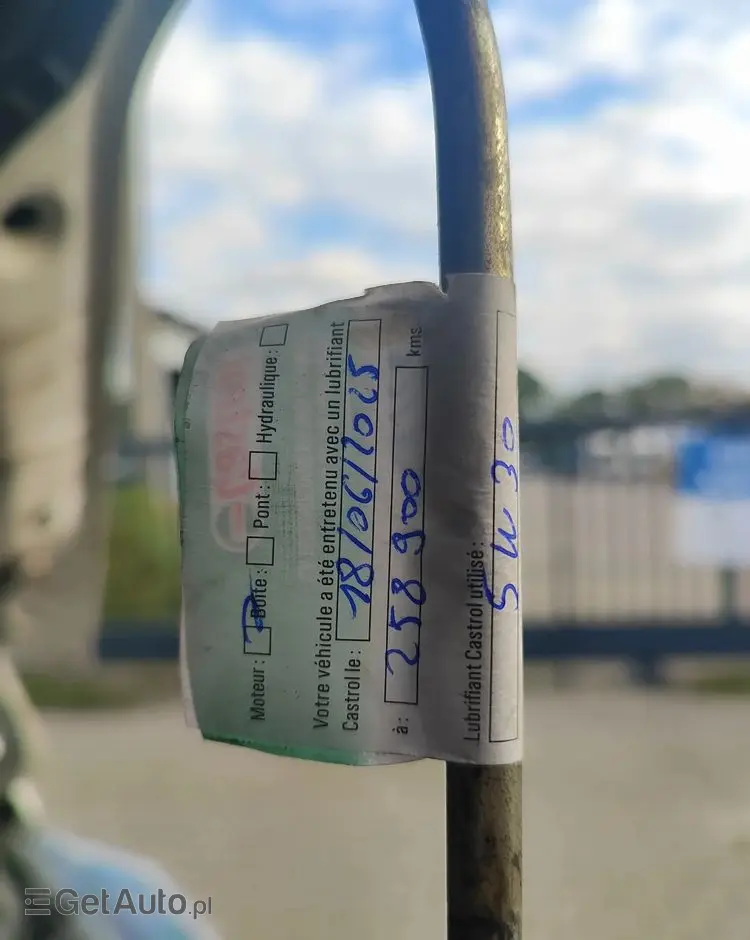 Moteur : Boîte : Pont : Hydraulique :
Votre véhicule a été entretenu avec un lubrifiant
Castrol le : 18/06/2025
à : 258 900 kms
Lubrifiant Castrol utilisé :
5W30
GetAuto.pl